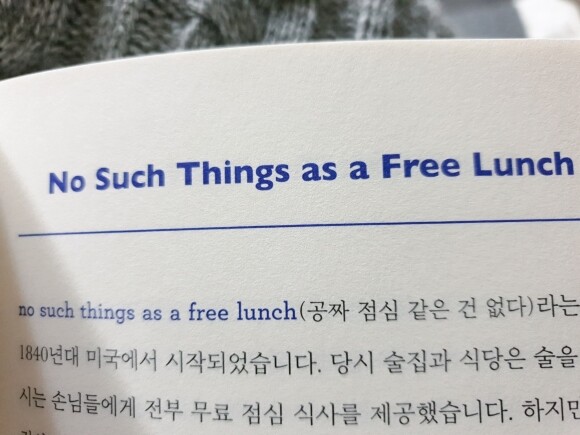 No Such Things as a Free Lunch
no such things as a free lunch(공짜 점심 같은 건 없다)라는
1840년대 미국에서 시작되었습니다. 당시 술집과 식당은 술을
시는 손님들에게 전부 무료 점심 식사를 제공했습니다. 하지만